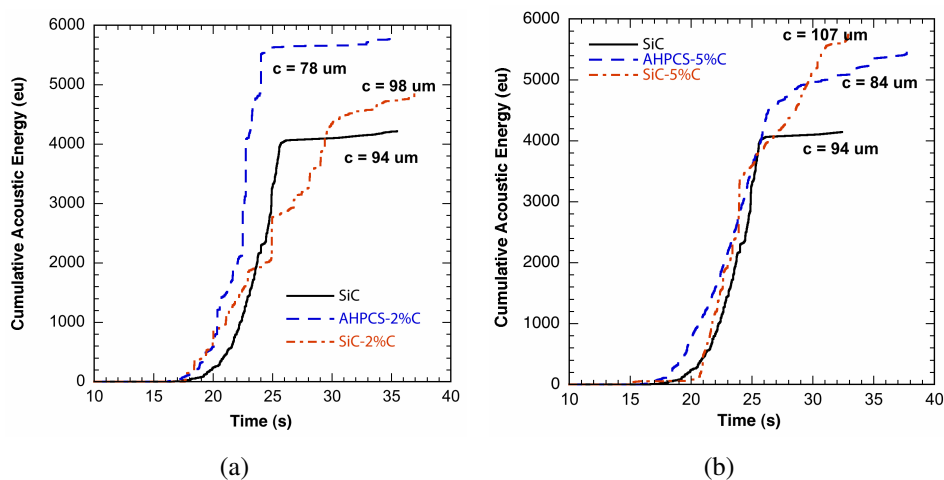 6000
5000
4000
3000
2000
1000
0
Cumulative Acoustic Energy (eu)
c = 78 um
c = 98 um
c = 94 um
SiC
AHPCS-2%C
SiC-2%C
10 15 20 25 30 35 40
Time (s)
(a)
6000
5000
4000
3000
2000
1000
0
Cumulative Acoustic Energy (eu)
SiC
AHPCS-5%C
SiC-5%C
c = 107 um
c = 84 um
c = 94 um
10 15 20 25 30 35 40
Time (s)
(b)